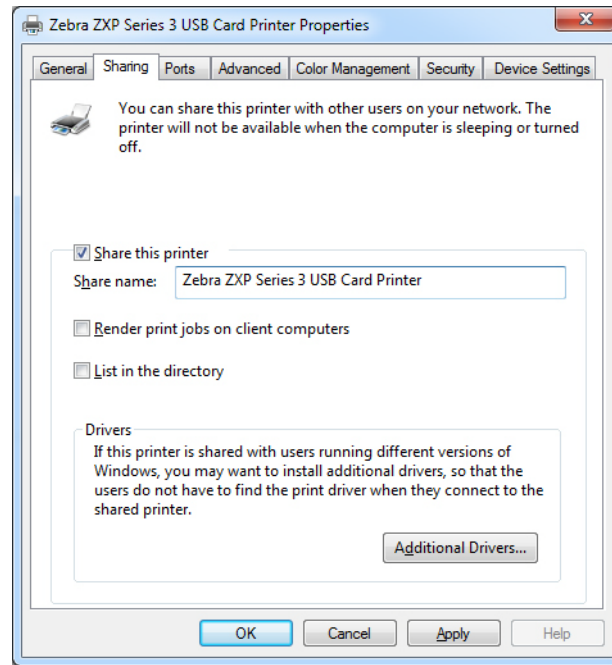 Zebra ZXP Series 3 USB Card Printer Properties
General Sharing Ports Advanced Color Management Security Device Settings
You can share this printer with other users on your network. The
printer will not be available when the computer is sleeping or turned
off.
Share this printer
Share name: Zebra ZXP Series 3 USB Card Printer
Render print jobs on client computers
List in the directory
Drivers
If this printer is shared with users running different versions of
Windows, you may want to install additional drivers, so that the
users do not have to find the print driver when they connect to the
shared printer.
Additional Drivers...
OK Cancel Apply Help